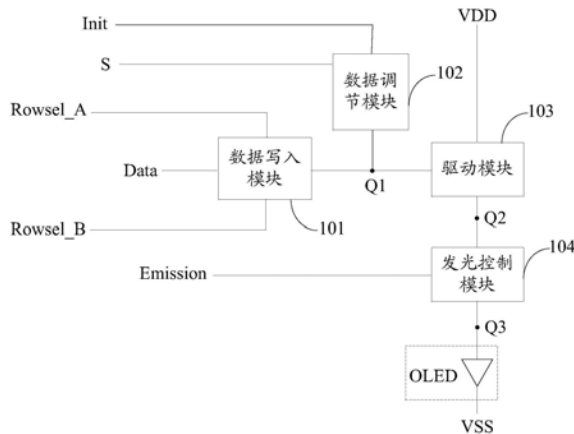 Init
VDD
S
数据调
节模块
102
Rowsel_A
103
Data
数据写入
模块
Q1
驱动模块
Rowsel_B
101
Q2
Emission
发光控制
模块
104
Q3
OLED
VSS